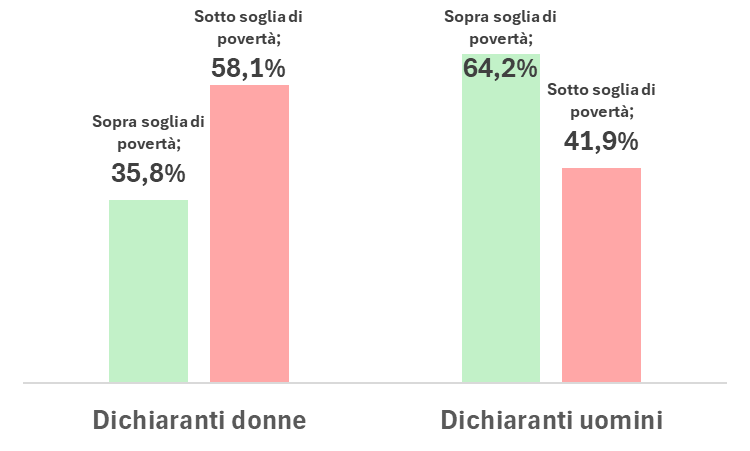 Sopra soglia di
povertà;
35,8%
Sotto soglia di
povertà;
58,1%
Sopra soglia di
povertà;
64,2%
Sotto soglia di
povertà;
41,9%
Dichiaranti donne
Dichiaranti uomini